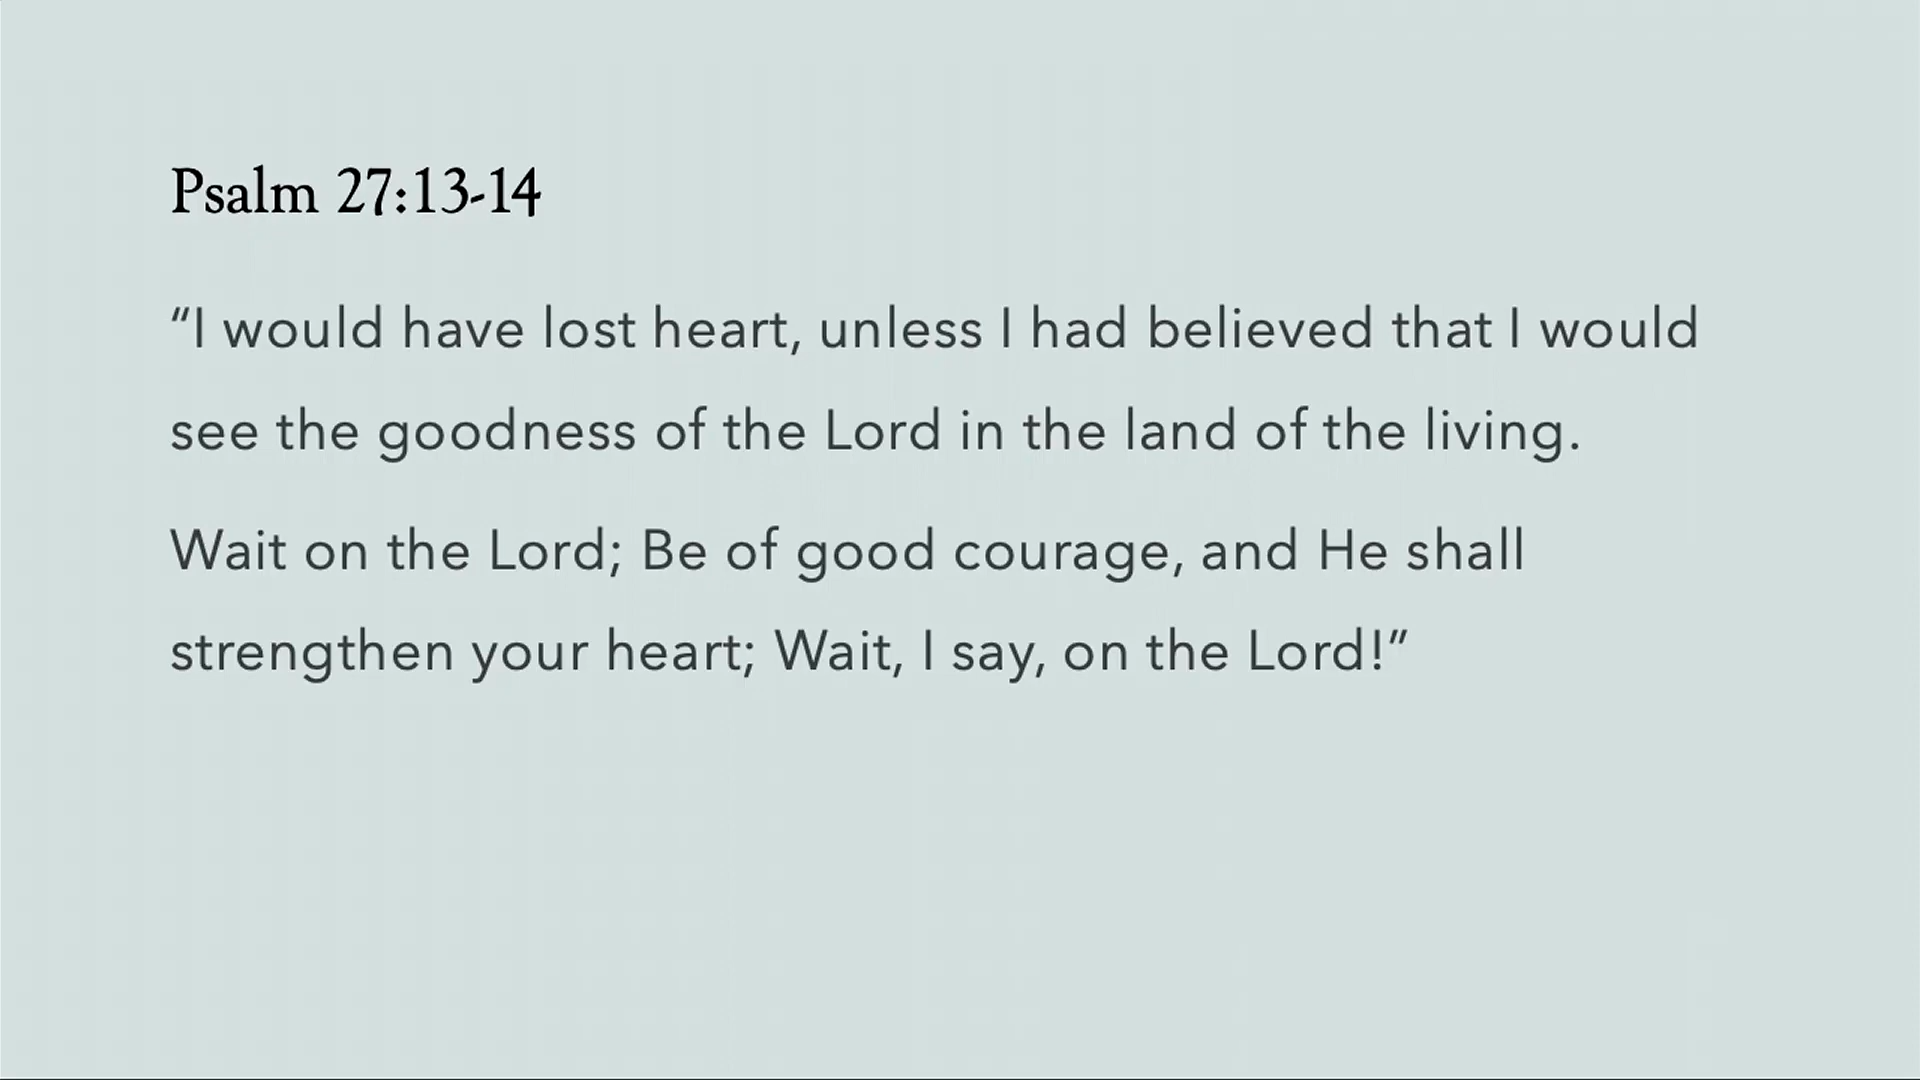 Psalm 27:13-14
“I would have lost heart, unless I had believed that I would
see the goodness of the Lord in the land of the living.
Wait on the Lord; Be of good courage, and He shall
strengthen your heart; Wait, I say, on the Lord!”